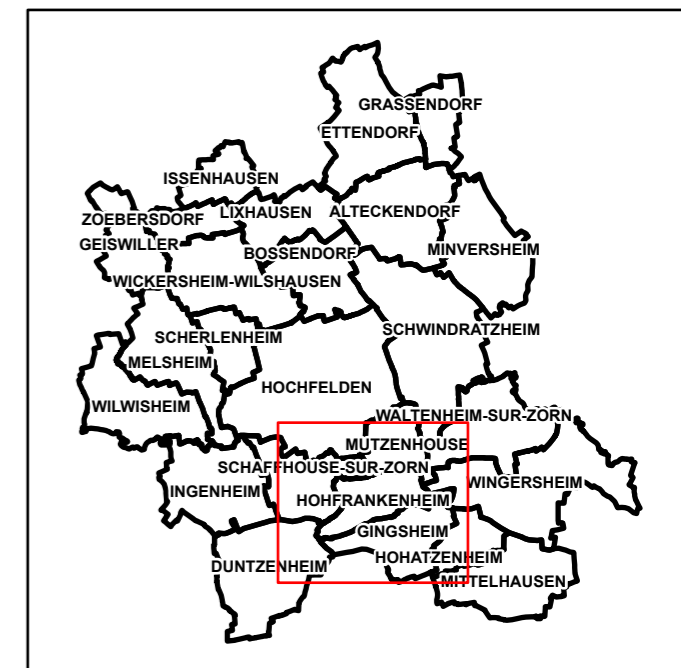 GRASSENDORF
ETTENDORF
ISSENHAUSEN
ZOEBERSDORF
LIXHAUSEN
ALTECKENDORF
GEISWILLER
BOSSENDORF
MINVERSHEIM
WICKERSHEIM-WILSHAUSEN
SCHERLENHEIM
SCHWINDRATZHEIM
MELSHEIM
HOCHFELDEN
WILWISHEIM
WALTENHEIM-SUR-ZORN
MUTZENHOUSE
SCHAFFHOUSE-SUR-ZORN
INGENHEIM
WINGERSHEIM
HOHFRANKENHEIM
GINGSHEIM
DUNTZENHEIM
HOHATZENHEIM
MITTELHAUSEN